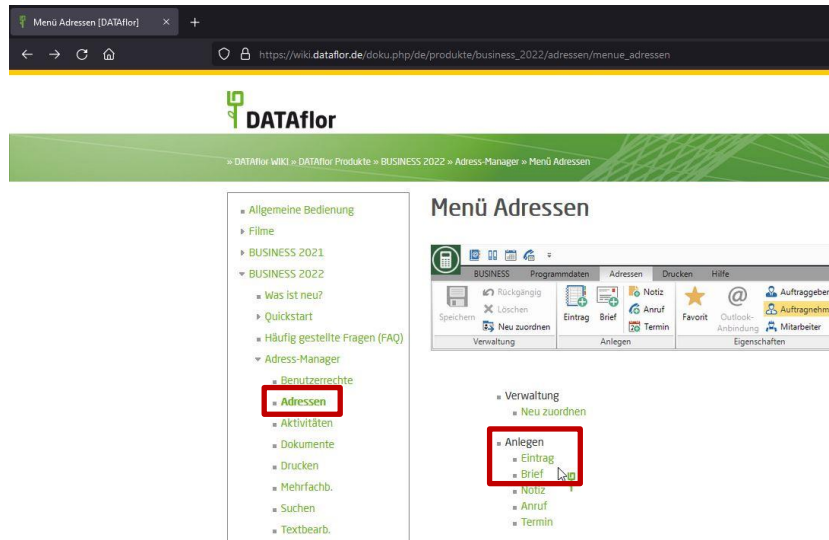 Menü Adressen [DATAflor]
https://wiki.dataflor.de/doku.php/de/produkte/business_2022/adressen/menue_adressen
DATAflor
» DATAflor WIKI » DATAflor Produkte » BUSINESS 2022 » Adress-Manager » Menü Adressen
Allgemeine Bedienung
Filme
BUSINESS 2021
BUSINESS 2022
Was ist neu?
Quickstart
Häufig gestellte Fragen (FAQ)
Adress-Manager
Benutzerrechte
Adressen
Aktivitäten
Dokumente
Drucken
Mehrfachb.
Suchen
Textbearb.
Menü Adressen
BUSINESS Programmdaten Adressen Drucken Hilfe
Speichern
Rückgängig
Löschen
Neu zuordnen
Verwaltung
Eintrag
Brief
Notiz
Anruf
Termin
Anlegen
Favorit
Outlook-
Anbindung
Auftraggeber
Auftragnehm
Mitarbeiter
Eigenschaften
Verwaltung
Neu zuordnen
Anlegen
Eintrag
Brief
Notiz
Anruf
Termin